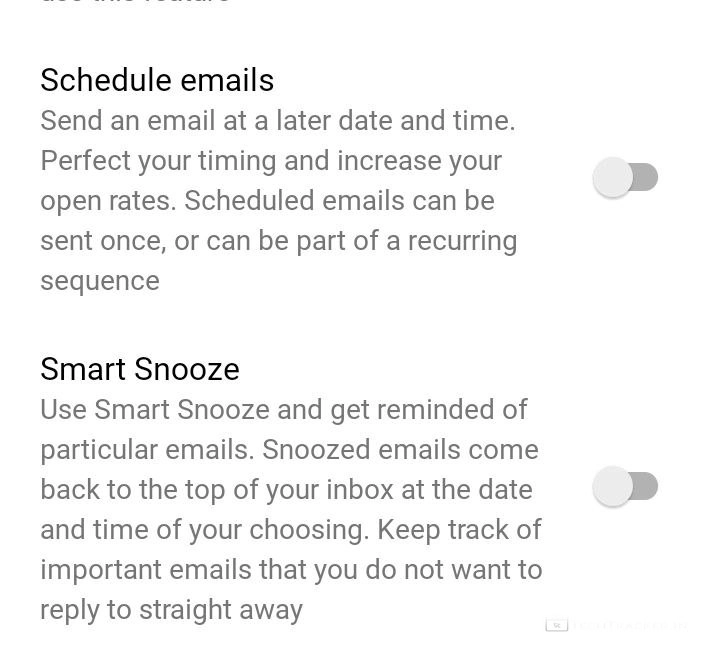 Schedule emails
Send an email at a later date and time.
Perfect your timing and increase your
open rates. Scheduled emails can be
sent once, or can be part of a recurring
sequence
Smart Snooze
Use Smart Snooze and get reminded of
particular emails. Snoozed emails come
back to the top of your inbox at the date
and time of your choosing. Keep track of
important emails that you do not want to
reply to straight away